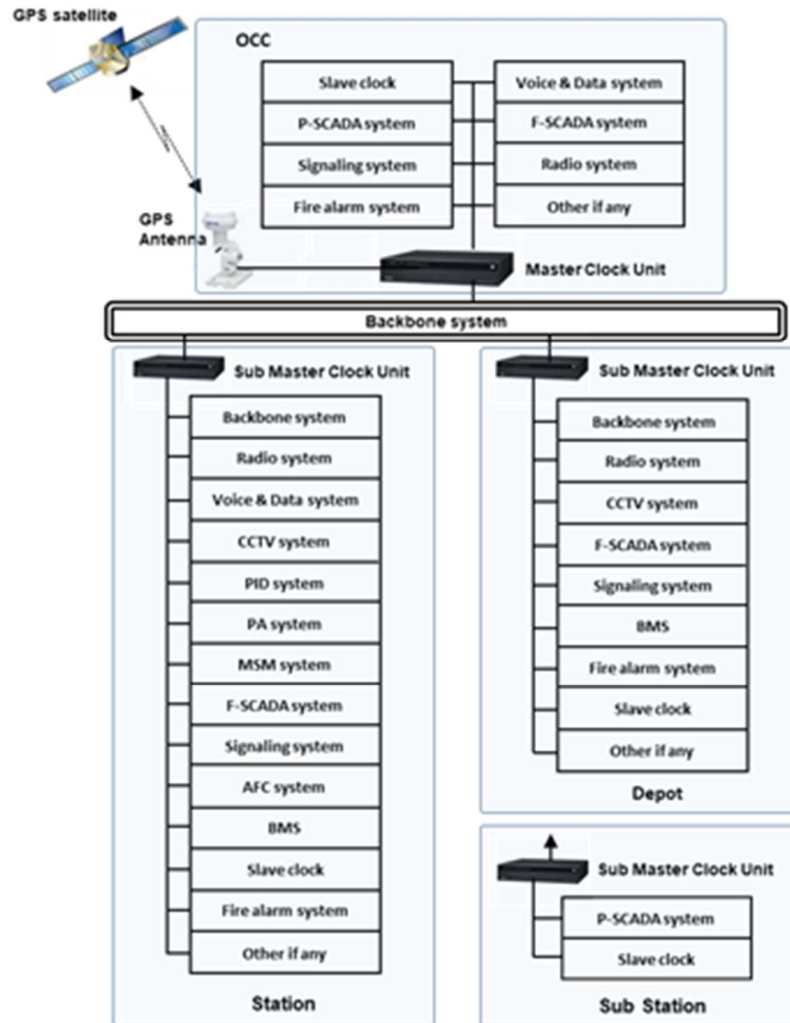 GPS satellite
OCC
Slave clock
Voice & Data system
P-SCADA system
F-SCADA system
Signaling system
Radio system
Fire alarm system
Other if any
GPS
Antenna
Master Clock Unit
Backbone system
Sub Master Clock Unit
Backbone system
Radio system
Voice & Data system
CCTV system
PID system
PA system
MSM system
F-SCADA system
Signaling system
AFC system
BMS
Slave clock
Fire alarm system
Other if any
Station
Sub Master Clock Unit
Backbone system
Radio system
CCTV system
F-SCADA system
Signaling system
BMS
Fire alarm system
Slave clock
Other if any
Depot
Sub Master Clock Unit
P-SCADA system
Slave clock
Sub Station